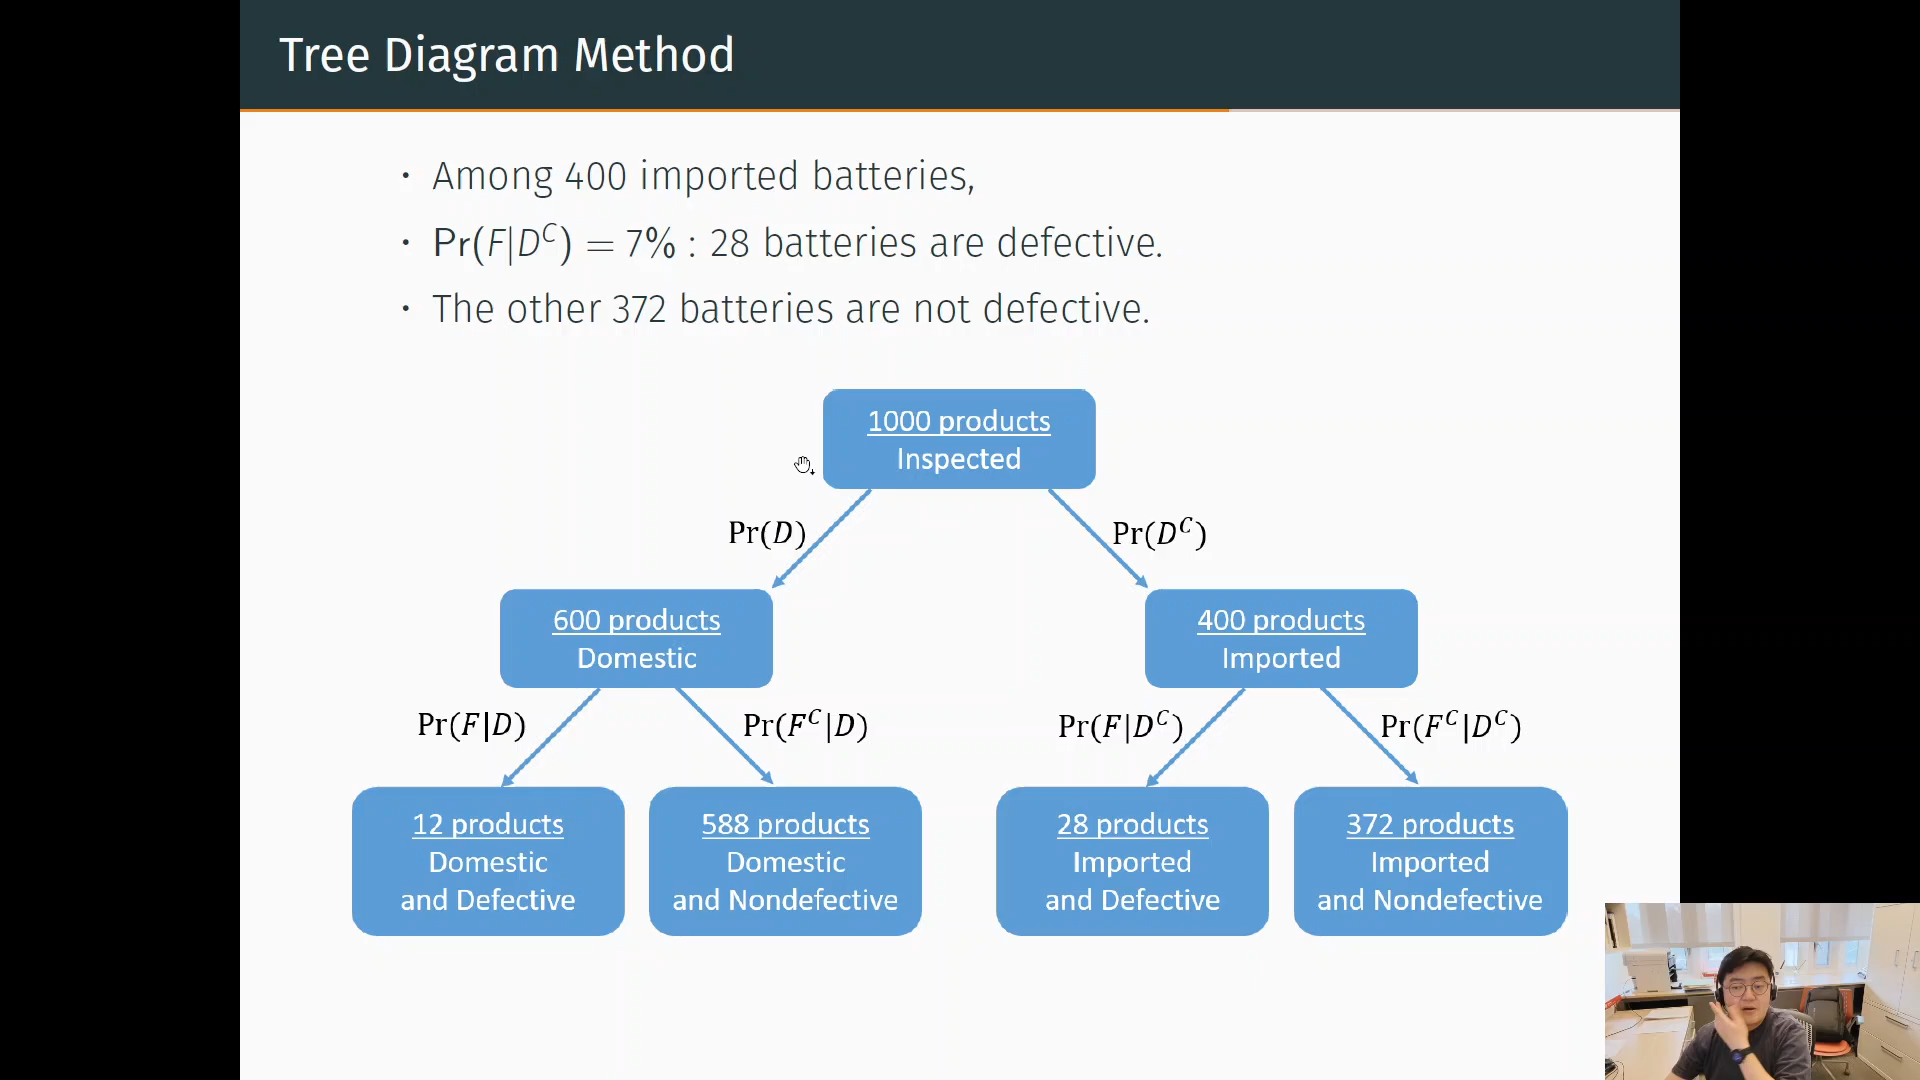 Tree Diagram Method
• Among 400 imported batteries,
• Pr(F|D^C) = 7% : 28 batteries are defective.
• The other 372 batteries are not defective.
1000 products
Inspected
Pr(D)
Pr(D^C)
600 products
Domestic
400 products
Imported
Pr(F|D)
Pr(F^C|D)
Pr(F|D^C)
Pr(F^C|D^C)
12 products
Domestic
and Defective
588 products
Domestic
and Nondefective
28 products
Imported
and Defective
372 products
Imported
and Nondefective